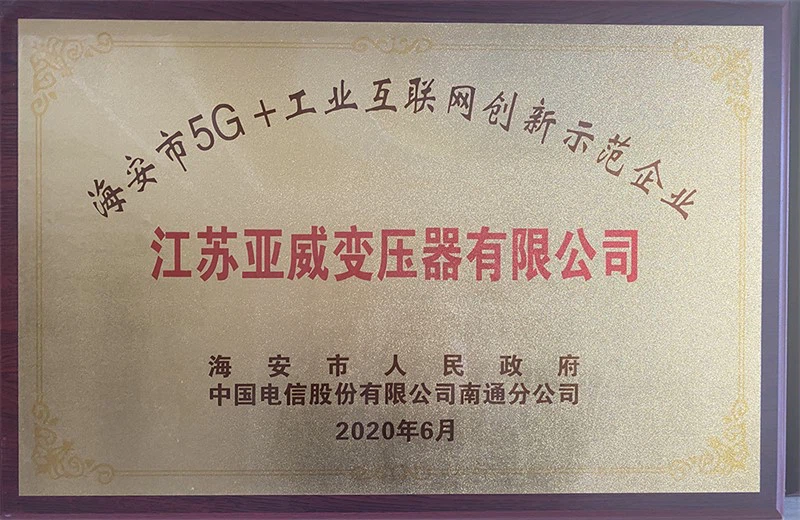 海安市5G+工业互联网创新示范企业
江苏亚威变压器有限公司
海安市人民政府
中国电信股份有限公司南通分公司
2020年6月